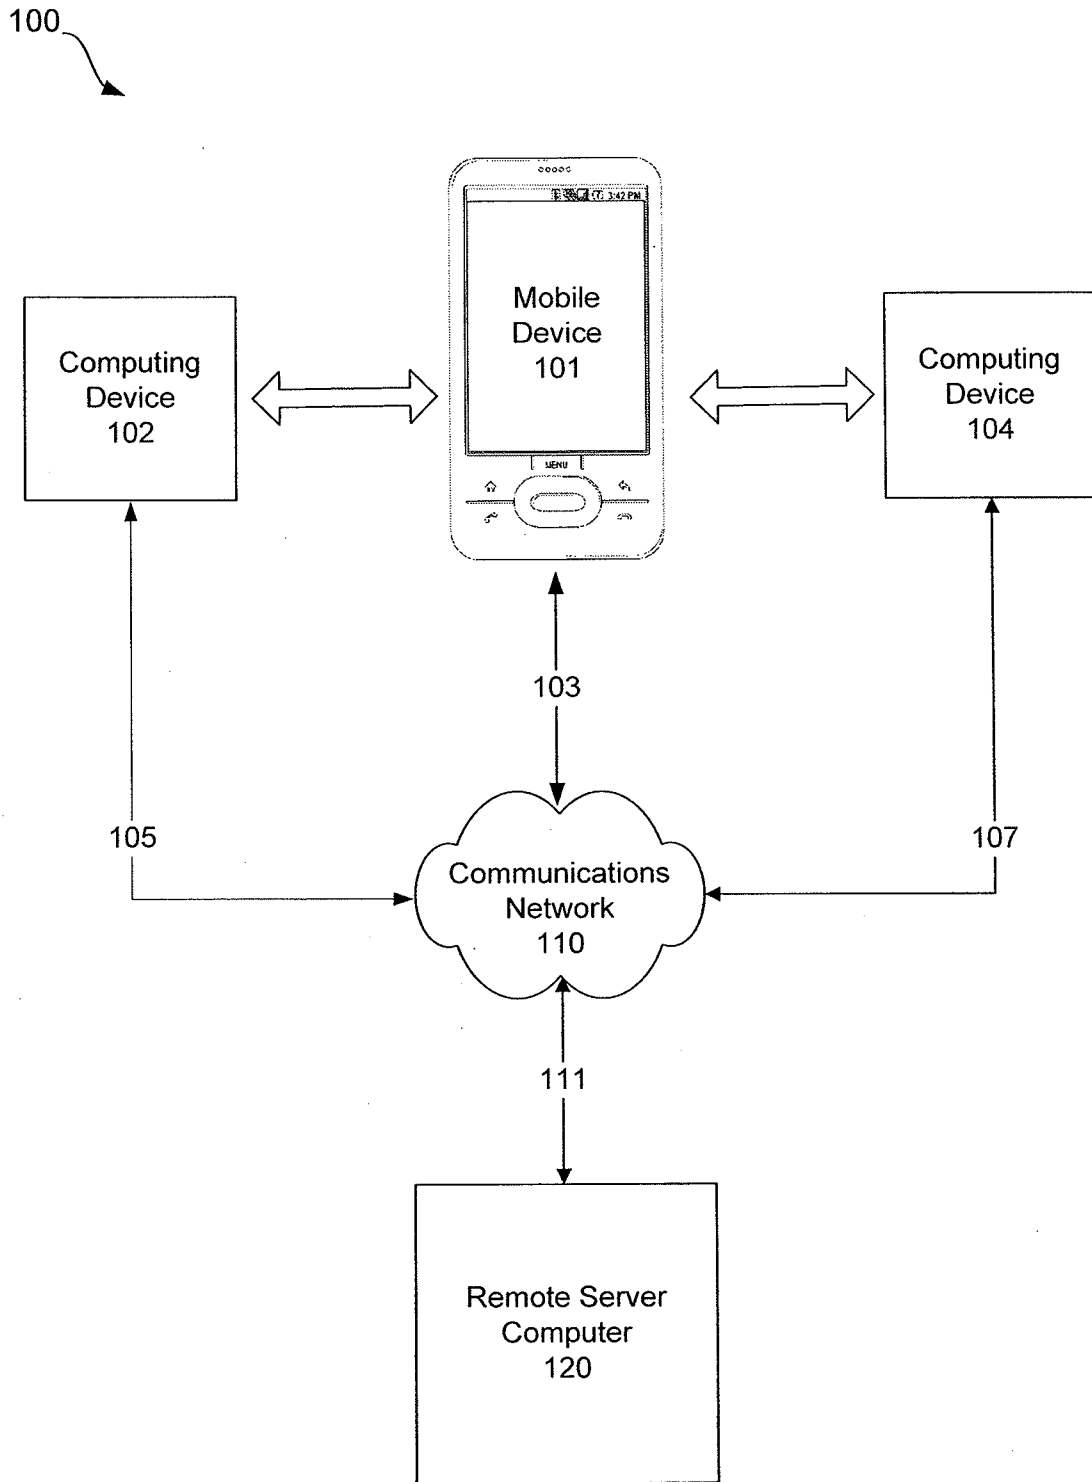 100
3:42 PM
Mobile
Device
101
Computing
Device
102
Computing
Device
104
MENU
103
105
107
Communications
Network
110
111
Remote Server
Computer
120